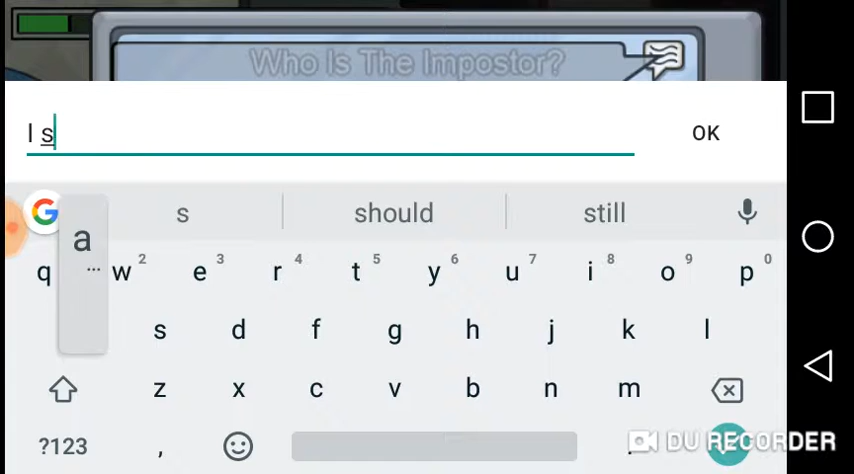 Who Is The Impostor?
I s
OK
s should still
a
...
q w 2 e 3 r 4 t 5 y 6 u 7 i 8 o 9 p 0
s d f g h j k l
z x c v b n m
?123 , .
DU RECORDER